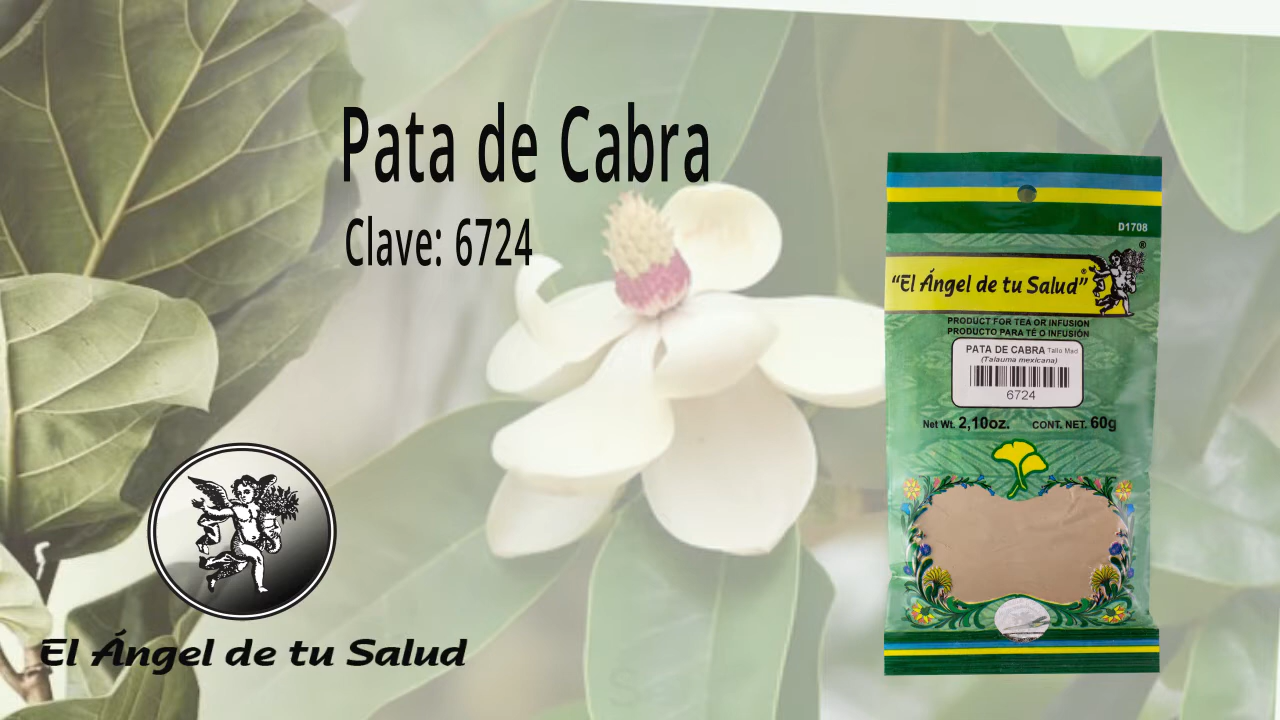 Pata de Cabra
Clave: 6724
D1708
®
“El Ángel de tu Salud”®
PRODUCT FOR TEA OR INFUSION
PRODUCTO PARA TÉ O INFUSIÓN
PATA DE CABRA Tallo Mad
(Talauma mexicana)
6724
Net Wt. 2,10oz. CONT. NET. 60g
El Ángel de tu Salud